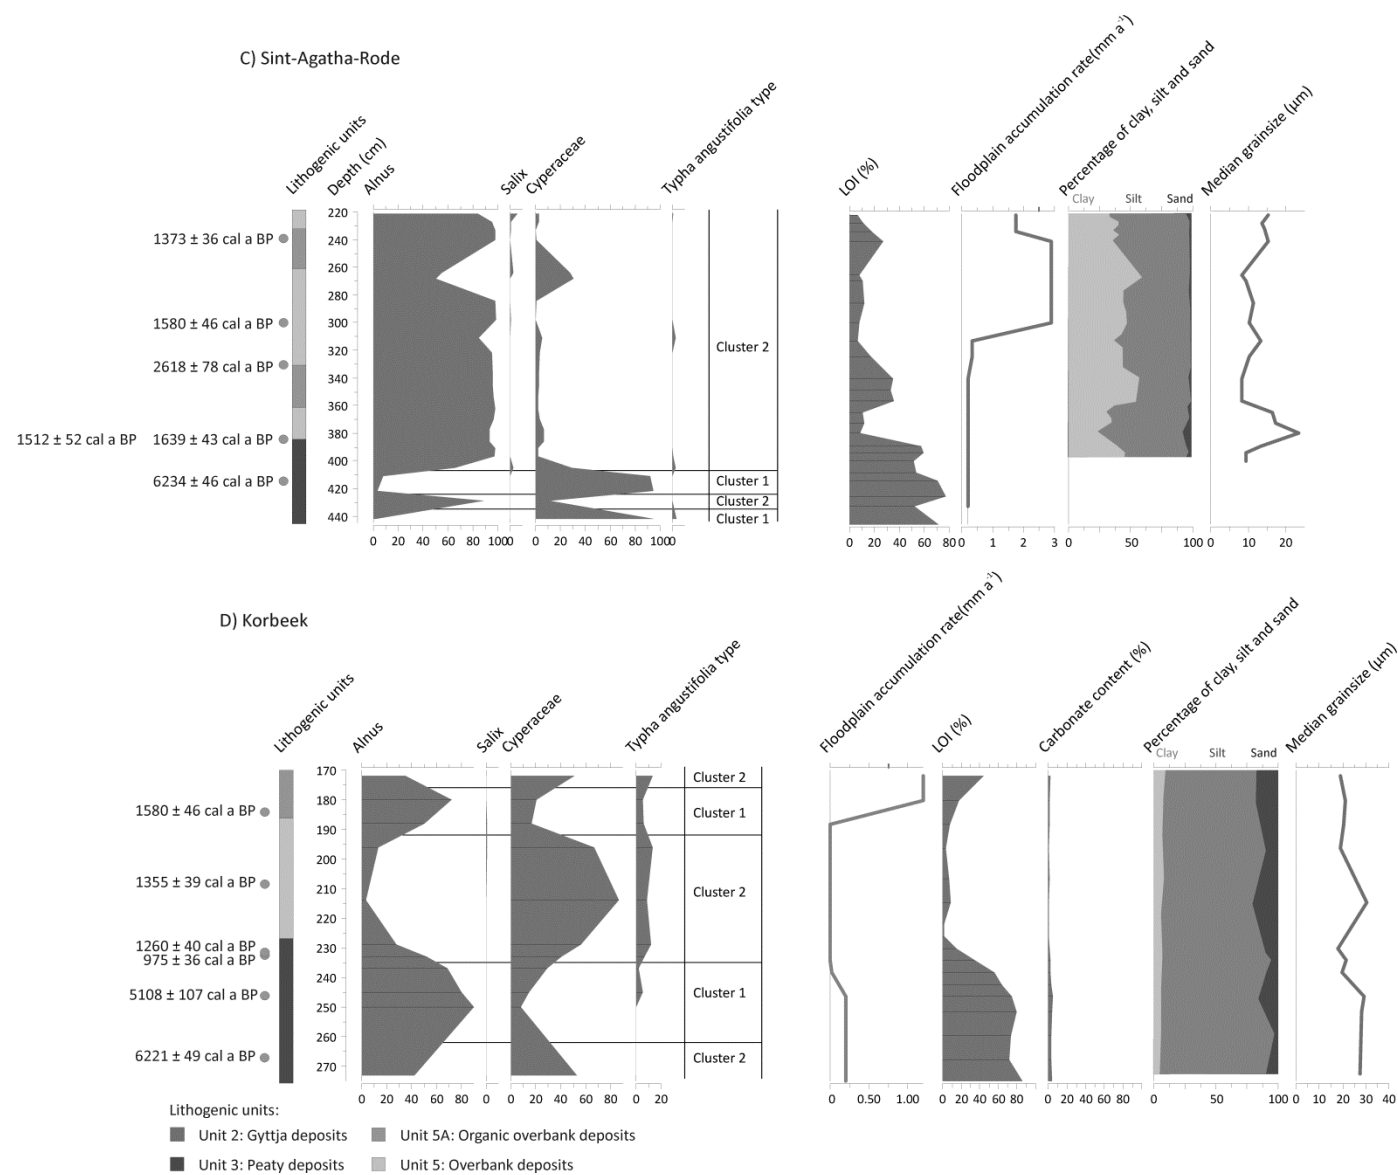 C) Sint-Agatha-Rode
Lithogenic units
Depth (cm)
Alnus
Salix
Cyperaceae
Typha angustifolia type
LOI (%)
Floodplain accumulation rate(mm a⁻¹)
Percentage of clay, silt and sand
Median grainsize (µm)
Clay Silt Sand
220
240
260
280
300
320
340
360
380
400
420
440
1373 ± 36 cal a BP
1580 ± 46 cal a BP
2618 ± 78 cal a BP
1512 ± 52 cal a BP 1639 ± 43 cal a BP
6234 ± 46 cal a BP
Cluster 2
Cluster 1
Cluster 2
Cluster 1
0 20 40 60 80 100 0 0 20 40 60 80 100 0 0 20 40 60 80 0 1 2 3 0 50 100 0 10 20
D) Korbeek
Lithogenic units
Alnus
Salix
Cyperaceae
Typha angustifolia type
Floodplain accumulation rate(mm a⁻¹)
LOI (%)
Carbonate content (%)
Percentage of clay, silt and sand
Median grainsize (µm)
Clay Silt Sand
170
180
190
200
210
220
230
240
250
260
270
1580 ± 46 cal a BP
1355 ± 39 cal a BP
1260 ± 40 cal a BP
975 ± 36 cal a BP
5108 ± 107 cal a BP
6221 ± 49 cal a BP
Cluster 2
Cluster 1
Cluster 2
Cluster 1
Cluster 2
0 20 40 60 80 0 0 20 40 60 80 0 20 0 0.50 1.00 0 20 40 60 80 0 20 40 60 80 0 50 100 0 10 20 30 40
Lithogenic units:
Unit 2: Gyttja deposits Unit 5A: Organic overbank deposits
Unit 3: Peaty deposits Unit 5: Overbank deposits